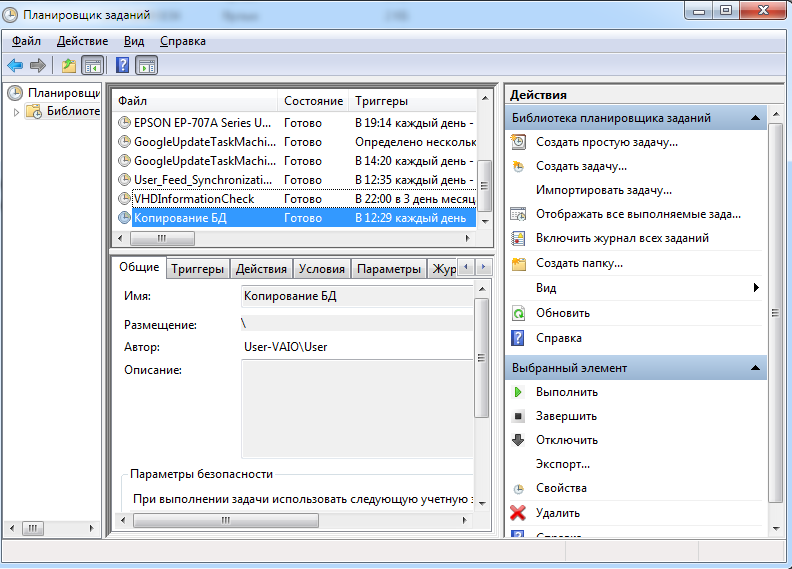 Планировщик заданий
Файл Действие Вид Справка
Планировщи
Библиоте
Файл Состояние Триггеры
EPSON EP-707A Series U... Готово В 19:14 каждый день -
GoogleUpdateTaskMachi... Готово Определено нескольк
GoogleUpdateTaskMachi... Готово В 14:20 каждый день -
User_Feed_Synchronizati... Готово В 12:35 каждый день -
VHDInformationCheck Готово В 22:00 в 3 день месяц
Копирование БД Готово В 12:29 каждый день
Общие Триггеры Действия Условия Параметры Жур
Имя: Копирование БД
Размещение: \
Автор: User-VAIO\User
Описание:
Параметры безопасности
При выполнении задачи использовать следующую учетную з
Действия
Библиотека планировщика заданий
Создать простую задачу...
Создать задачу...
Импортировать задачу...
Отображать все выполняемые зада...
Включить журнал всех заданий
Создать папку...
Вид
Обновить
Справка
Выбранный элемент
Выполнить
Завершить
Отключить
Экспорт...
Свойства
Удалить
Справка